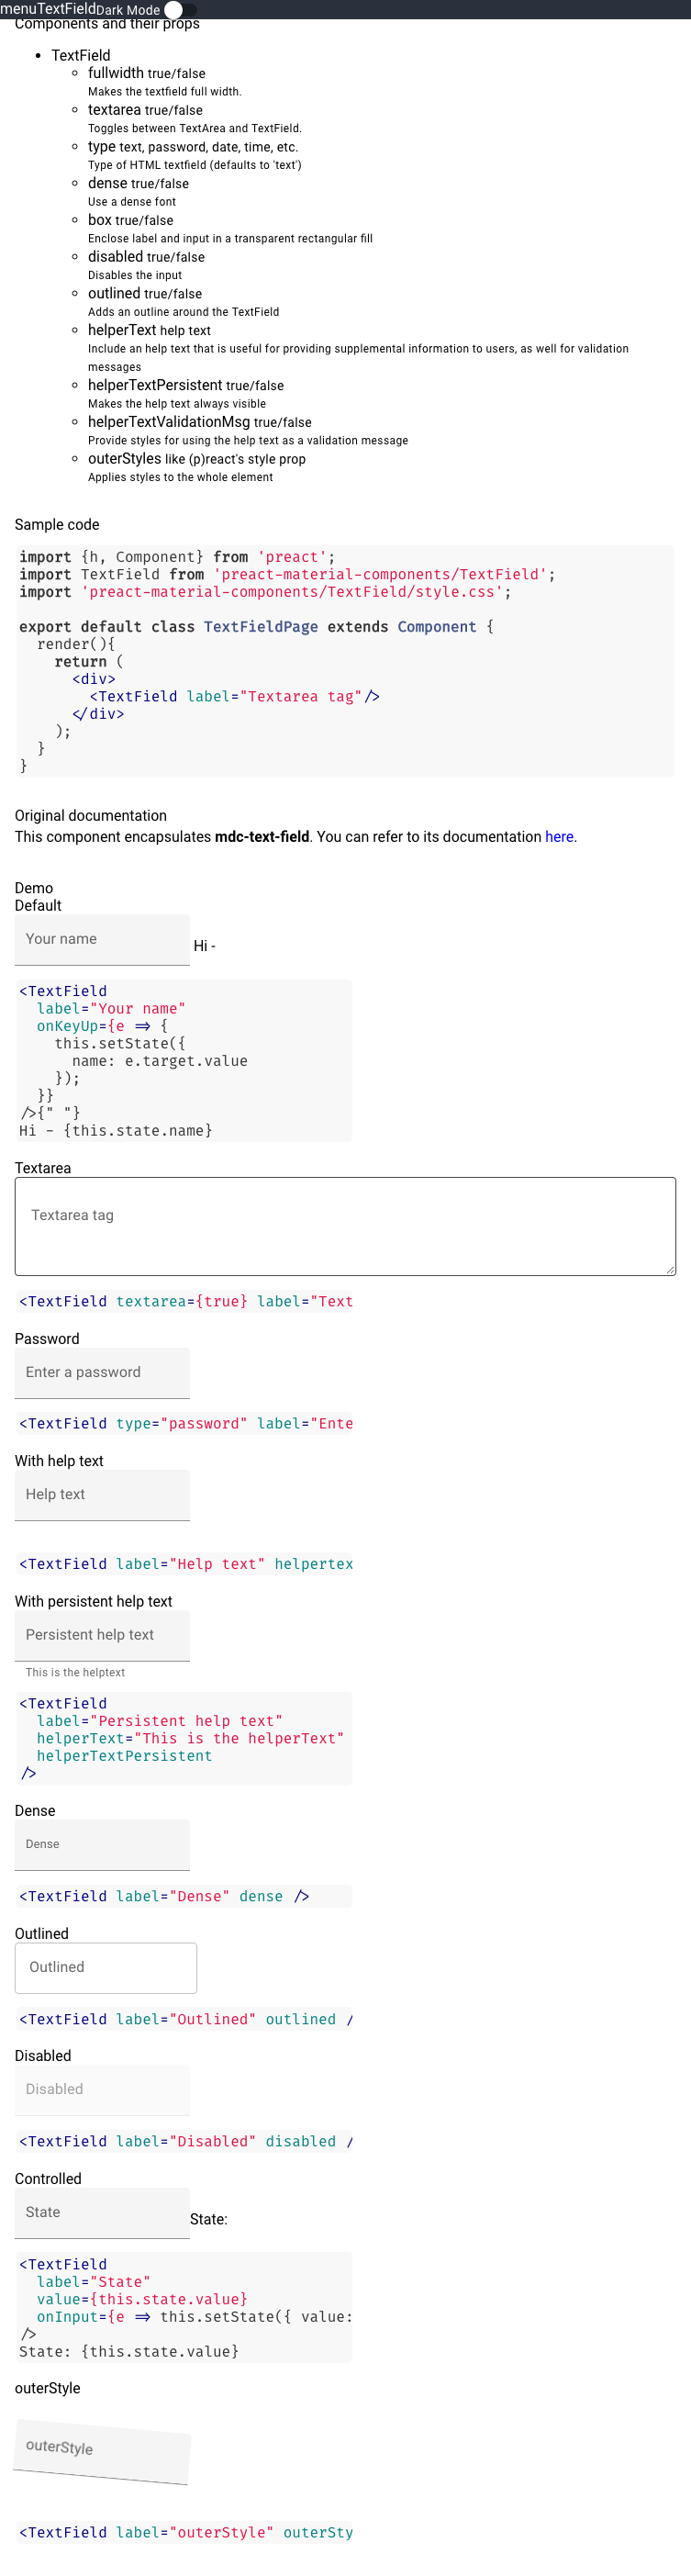 menuTextFieldDark Mode
Components and their props
TextField
fullwidth true/false
Makes the textfield full width.
textarea true/false
Toggles between TextArea and TextField.
type text, password, date, time, etc.
Type of HTML textfield (defaults to 'text')
dense true/false
Use a dense font
box true/false
Enclose label and input in a transparent rectangular fill
disabled true/false
Disables the input
outlined true/false
Adds an outline around the TextField
helperText help text
Include an help text that is useful for providing supplemental information to users, as well for validation
messages
helperTextPersistent true/false
Makes the help text always visible
helperTextValidationMsg true/false
Provide styles for using the help text as a validation message
outerStyles like (p)react's style prop
Applies styles to the whole element
Sample code
import {h, Component} from 'preact';
import TextField from 'preact-material-components/TextField';
import 'preact-material-components/TextField/style.css';
export default class TextFieldPage extends Component {
render(){
return (
<div>
<TextField label="Textarea tag"/>
</div>
);
}
}
Original documentation
This component encapsulates mdc-text-field. You can refer to its documentation here.
Demo
Default
Your name Hi -
<TextField
label="Your name"
onKeyUp={e => {
this.setState({
name: e.target.value
});
}}
/>{" "}
Hi - {this.state.name}
Textarea
Textarea tag
<TextField textarea={true} label="Text
Password
Enter a password
<TextField type="password" label="Ente
With help text
Help text
<TextField label="Help text" helpertex
With persistent help text
Persistent help text
This is the helptext
<TextField
label="Persistent help text"
helperText="This is the helperText"
helperTextPersistent
/>
Dense
Dense
<TextField label="Dense" dense />
Outlined
Outlined
<TextField label="Outlined" outlined /
Disabled
Disabled
<TextField label="Disabled" disabled /
Controlled
State State:
<TextField
label="State"
value={this.state.value}
onInput={e => this.setState({ value:
/>
State: {this.state.value}
outerStyle
outerStyle
<TextField label="outerStyle" outerSty